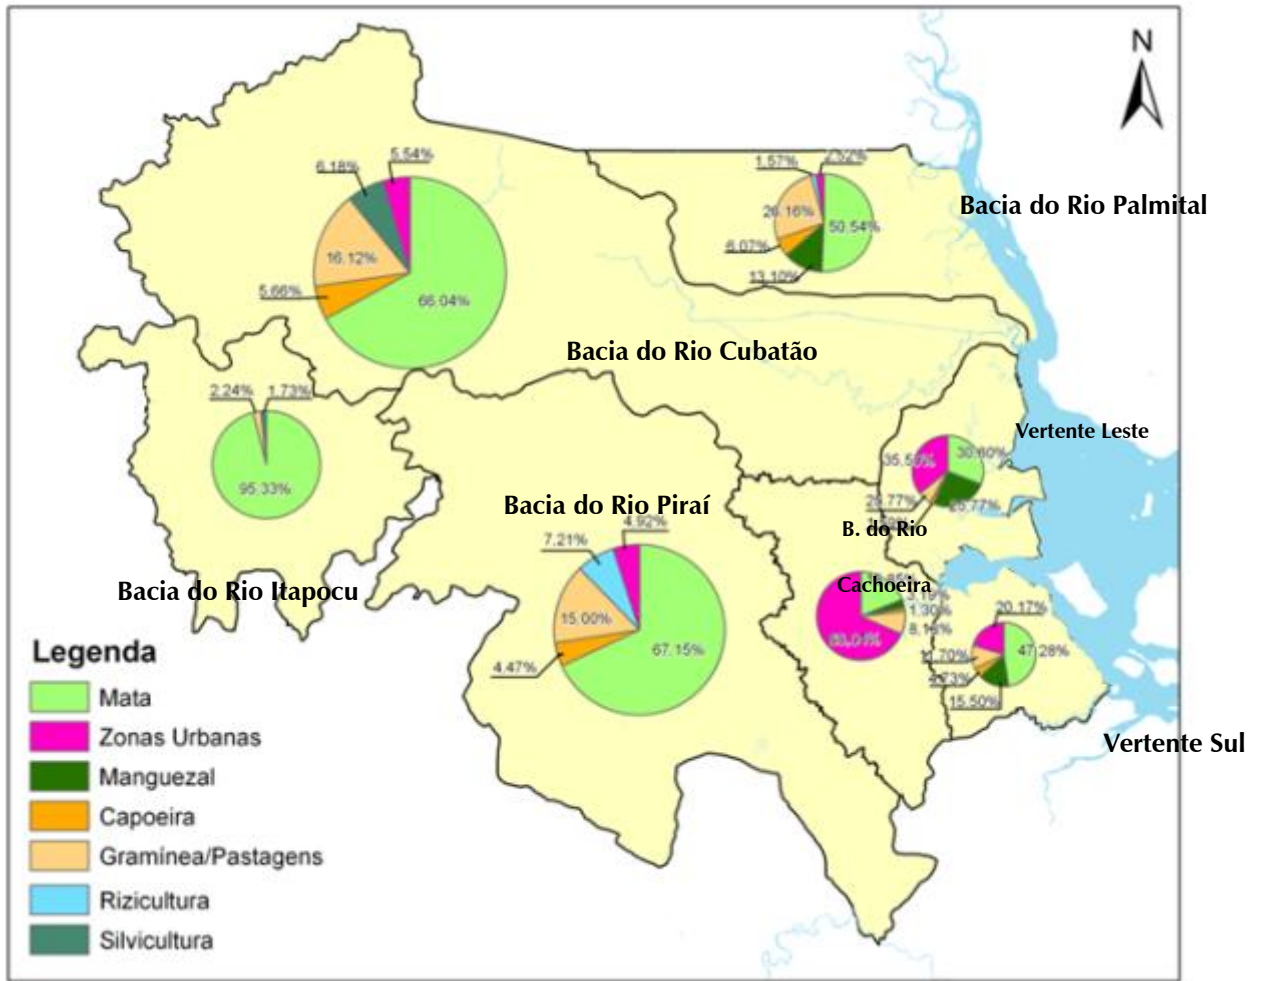 N
5.54%
6.18%
16.12%
5.66%
66.04%
1.57%
2.52%
26.16%
50.54%
6.07%
13.10%
Bacia do Rio Palmital
Bacia do Rio Cubatão
2.24%
1.73%
95.33%
Vertente Leste
30.60%
Bacia do Rio Piraí
4.92%
7.21%
15.00%
67.15%
4.47%
B. do Rio
Cachoeira
Bacia do Rio Itapocu
1.30%
20.17%
47.28%
15.50%
Vertente Sul
Legenda
Mata
Zonas Urbanas
Manguezal
Capoeira
Gramínea/Pastagens
Rizicultura
Silvicultura